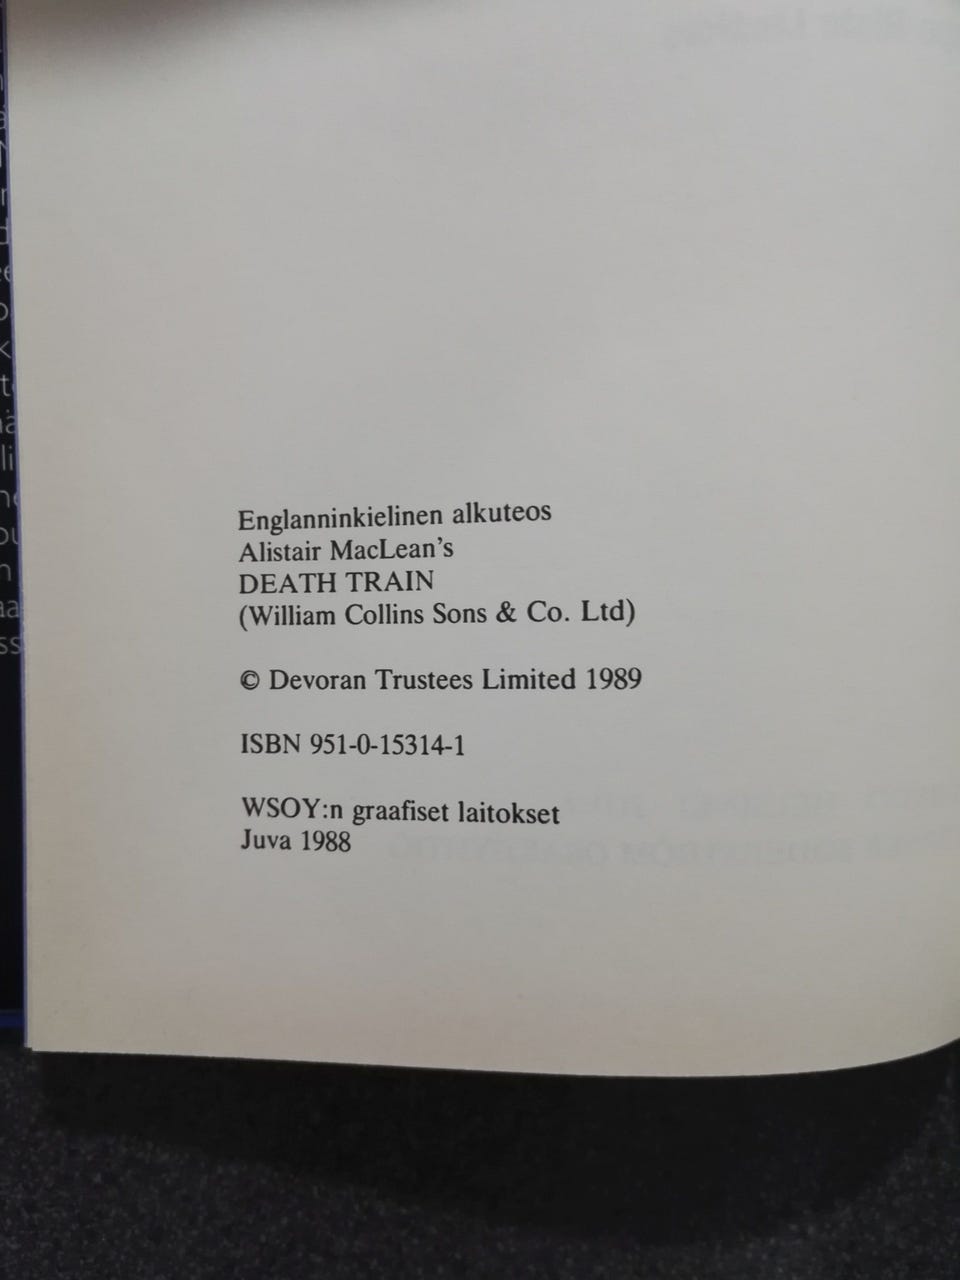 Englanninkielinen alkuteos
Alistair MacLean's
DEATH TRAIN
(William Collins Sons & Co. Ltd)
© Devoran Trustees Limited 1989
ISBN 951-0-15314-1
WSOY:n graafiset laitokset
Juva 1988